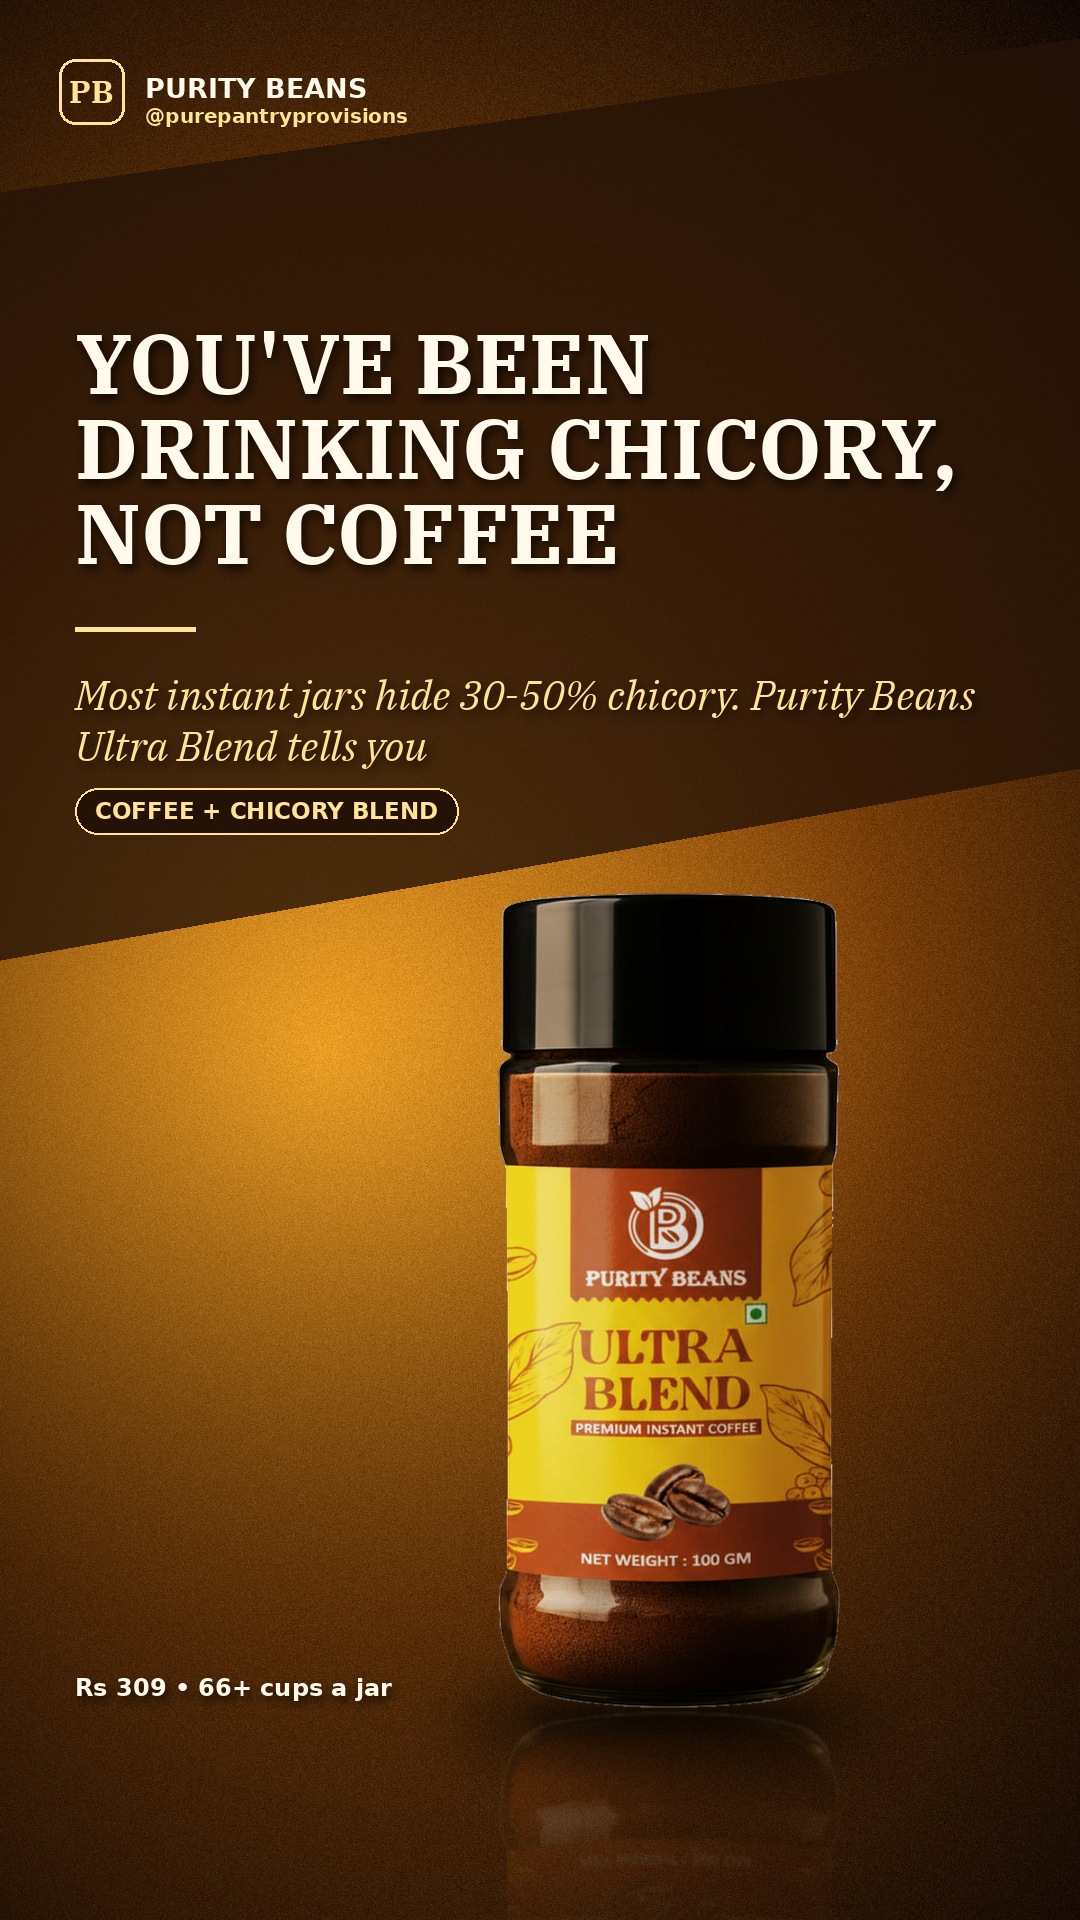 PB
PURITY BEANS
@purepantryprovisions
YOU'VE BEEN
DRINKING CHICORY,
NOT COFFEE
Most instant jars hide 30-50% chicory. Purity Beans
Ultra Blend tells you
COFFEE + CHICORY BLEND
PURITY BEANS
ULTRA
BLEND
PREMIUM INSTANT COFFEE
NET WEIGHT : 100 GM
Rs 309 • 66+ cups a jar